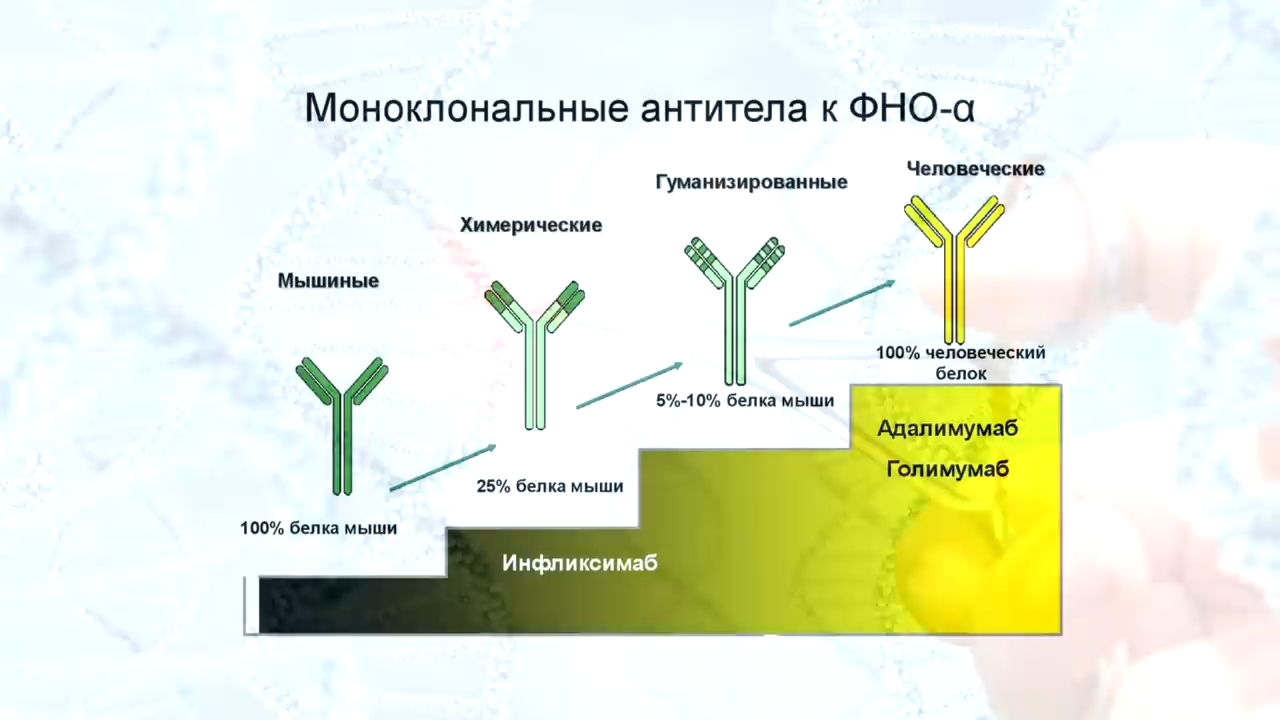 Моноклональные антитела к ФНО-α
Мышиные
Химерические
Гуманизированные
Человеческие
100% белка мыши
25% белка мыши
5%-10% белка мыши
100% человеческий
белок
Инфликсимаб
Адалимумаб
Голимумаб